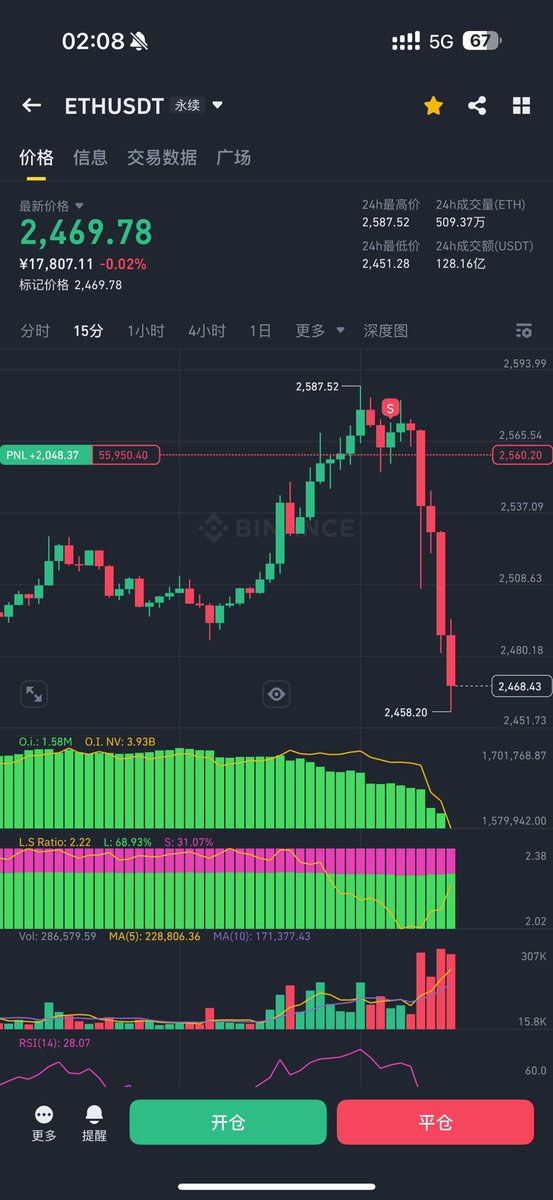 02:08 5G 67
ETHUSDT 永续
价格 信息 交易数据 广场
最新价格 24h最高价 24h成交量(ETH)
2,469.78 2,587.52 509.37万
¥17,807.11 -0.02% 24h最低价 24h成交额(USDT)
标记价格 2,469.78 2,451.28 128.16亿
分时 15分 1小时 4小时 1日 更多 深度图
2,593.99
2,587.52
S
2,565.54
PNL +2,048.37 55,950.40 2,560.20
BINANCE
2,537.09
2,508.63
2,480.18
2,468.43
2,458.20
2,451.73
O.i.: 1.58M O.I. NV: 3.93B
1,701,768.87
1,579,942.00
L.S Ratio: 2.22 L: 68.93% S: 31.07%
2.38
2.02
Vol: 286,579.59 MA(5): 228,806.36 MA(10): 171,377.43
307K
15.8K
RSI(14): 28.07
60.0
更多 提醒 开仓 平仓